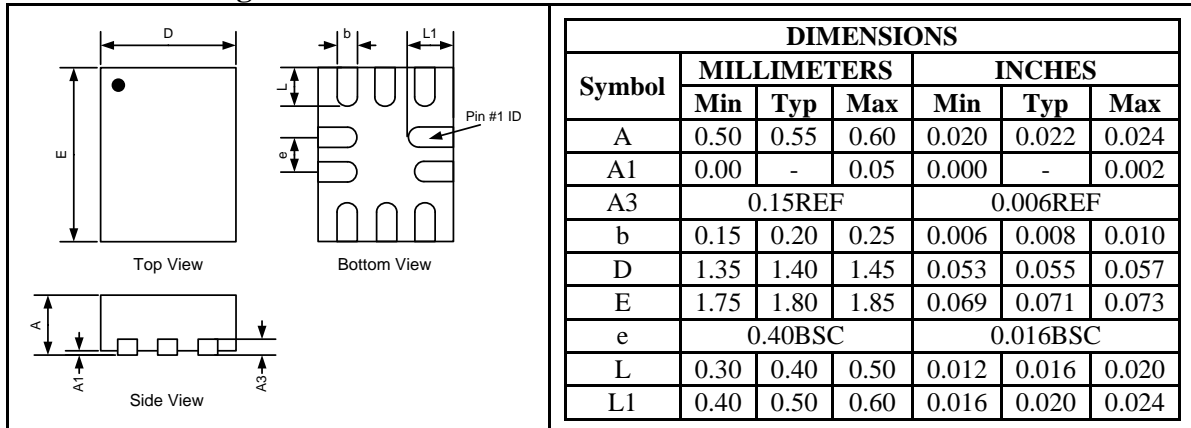 D
E
Top View
b
L1
L
e
Pin #1 ID
Bottom View
A
A1
A3
Side View
DIMENSIONS
Symbol MILLIMETERS INCHES
Min Typ Max Min Typ Max
A 0.50 0.55 0.60 0.020 0.022 0.024
A1 0.00 - 0.05 0.000 - 0.002
A3 0.15REF 0.006REF
b 0.15 0.20 0.25 0.006 0.008 0.010
D 1.35 1.40 1.45 0.053 0.055 0.057
E 1.75 1.80 1.85 0.069 0.071 0.073
e 0.40BSC 0.016BSC
L 0.30 0.40 0.50 0.012 0.016 0.020
L1 0.40 0.50 0.60 0.016 0.020 0.024